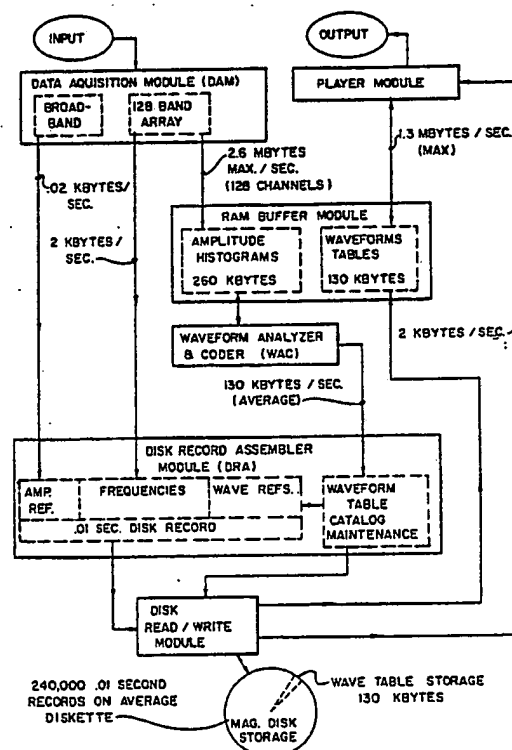 INPUT
OUTPUT
DATA AQUISITION MODULE (DAM)
BROAD-
BAND
128 BAND
ARRAY
PLAYER MODULE
.02 KBYTES/
SEC.
2 KBYTES/
SEC.
2.6 MBYTES
MAX./SEC.
(128 CHANNELS)
1.3 MBYTES/SEC.
(MAX)
RAM BUFFER MODULE
AMPLITUDE
HISTOGRAMS
260 KBYTES
WAVEFORMS
TABLES
130 KBYTES
WAVEFORM ANALYZER
& CODER (WAC)
2 KBYTES/SEC.
130 KBYTES/SEC.
(AVERAGE)
DISK RECORD ASSEMBLER
MODULE (DRA)
AMP.
REF.
FREQUENCIES
WAVE REFS.
.01 SEC. DISK RECORD
WAVEFORM
TABLE
CATALOG
MAINTENANCE
DISK
READ/WRITE
MODULE
240,000 .01 SECOND
RECORDS ON AVERAGE
DISKETTE
WAVE TABLE STORAGE
130 KBYTES
MAG. DISK
STORAGE